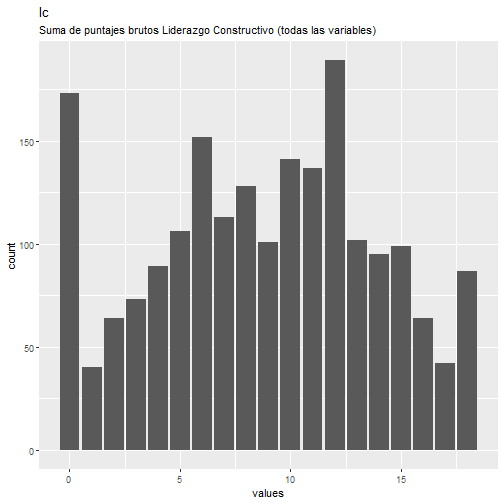 lc
Suma de puntajes brutos Liderazgo Constructivo (todas las variables)
count
150
100
50
0
0 5 10 15
values